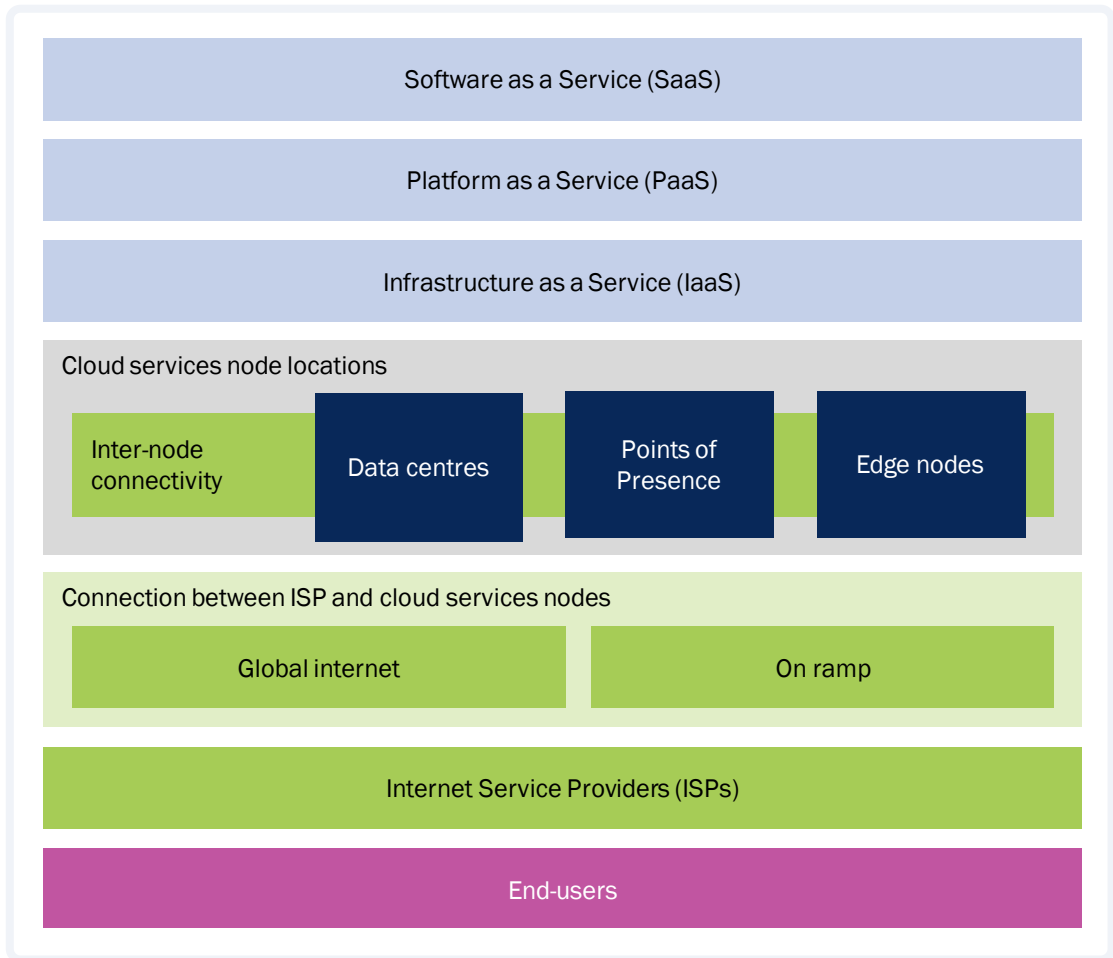 Software as a Service (SaaS)
Platform as a Service (PaaS)
Infrastructure as a Service (IaaS)
Cloud services node locations
Inter-node
connectivity
Data centres
Points of
Presence
Edge nodes
Connection between ISP and cloud services nodes
Global internet
On ramp
Internet Service Providers (ISPs)
End-users